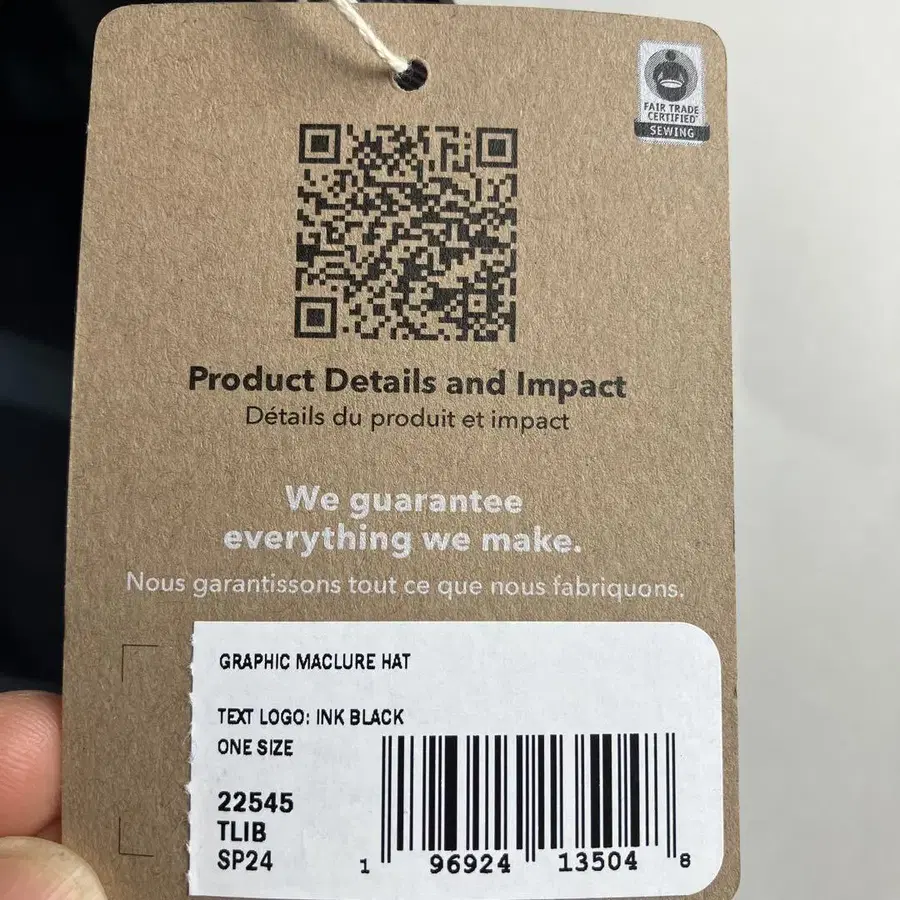 FAIR TRADE
CERTIFIED
SEWING
Product Details and Impact
Détails du produit et impact
We guarantee
everything we make.
Nous garantissons tout ce que nous fabriquons.
GRAPHIC MACLURE HAT
TEXT LOGO: INK BLACK
ONE SIZE
22545
TLIB
SP24
1 96924 13504 8